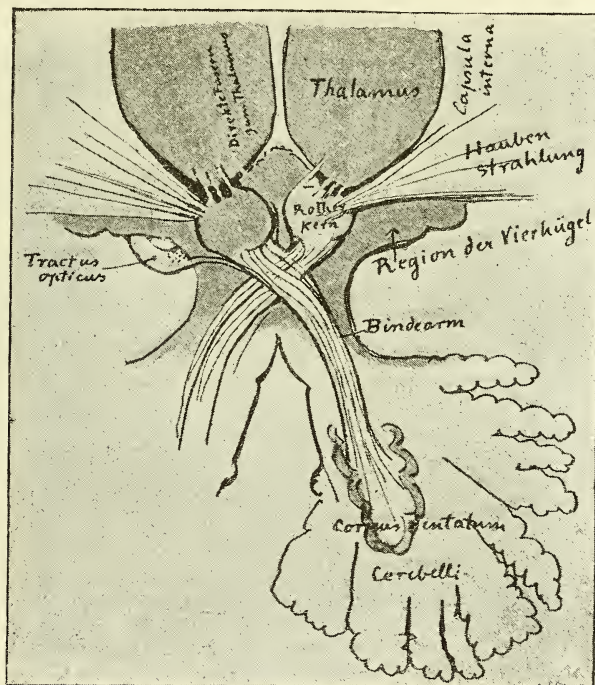 Direkte Fasern
zum Thalamus
Thalamus
Capsula
interna
Hauben
strahlung
Rother
Kern
Tractus
opticus
Region der Vierhügel
Bindearm
Corpus dentatum
Cerebelli